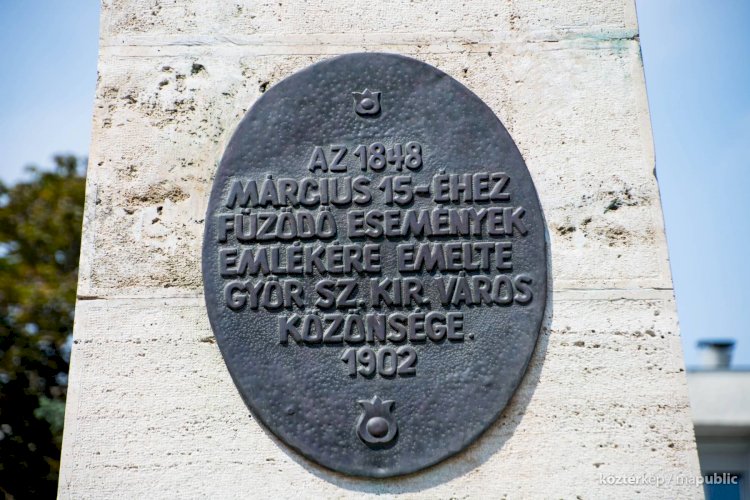 AZ 1848
MÁRCIUS 15-ÉHEZ
FŰZŐDŐ ESEMÉNYEK
EMLÉKÉRE EMELTE
GYŐR SZ. KIR. VÁROS
KÖZÖNSÉGE.
1902
köztérkép / mapublic